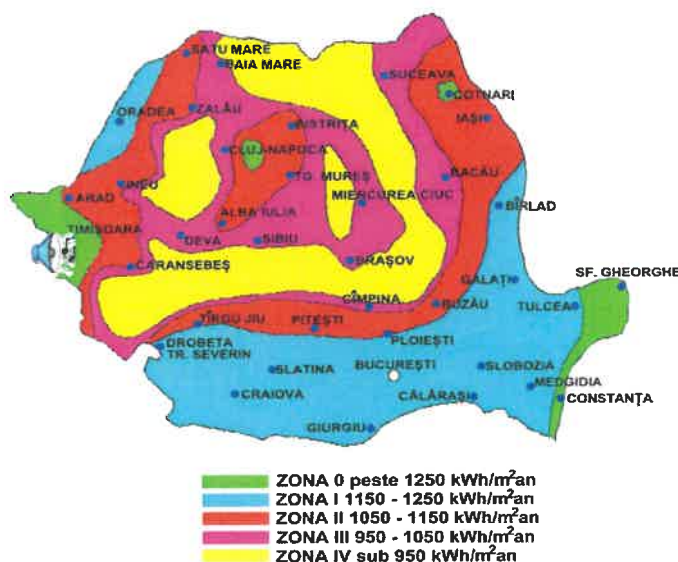 SATU MARE
BAIA MARE
SUCEAVA
COTNARI
ORADEA
ZALĂU
IAȘI
BISTRIȚA
CLUJ-NAPOCA
TG. MUREȘ
BACĂU
INEU
MIERCUREA CIUC
ARAD
BÎRLAD
ALBA IULIA
TIMIȘOARA
DEVA
SIBIU
BRAȘOV
CARANSEBEȘ
GALAȚI
SF. GHEORGHE
CÎMPINA
BUZĂU
TULCEA
TÎRGU JIU
PITEȘTI
PLOIEȘTI
DROBETA
TR. SEVERIN
BUCUREȘTI
SLOBOZIA
SLATINA
MEDGIDIA
CRAIOVA
CĂLĂRAȘI
CONSTANȚA
GIURGIU
ZONA 0 peste 1250 kWh/m²an
ZONA I 1150 - 1250 kWh/m²an
ZONA II 1050 - 1150 kWh/m²an
ZONA III 950 - 1050 kWh/m²an
ZONA IV sub 950 kWh/m²an